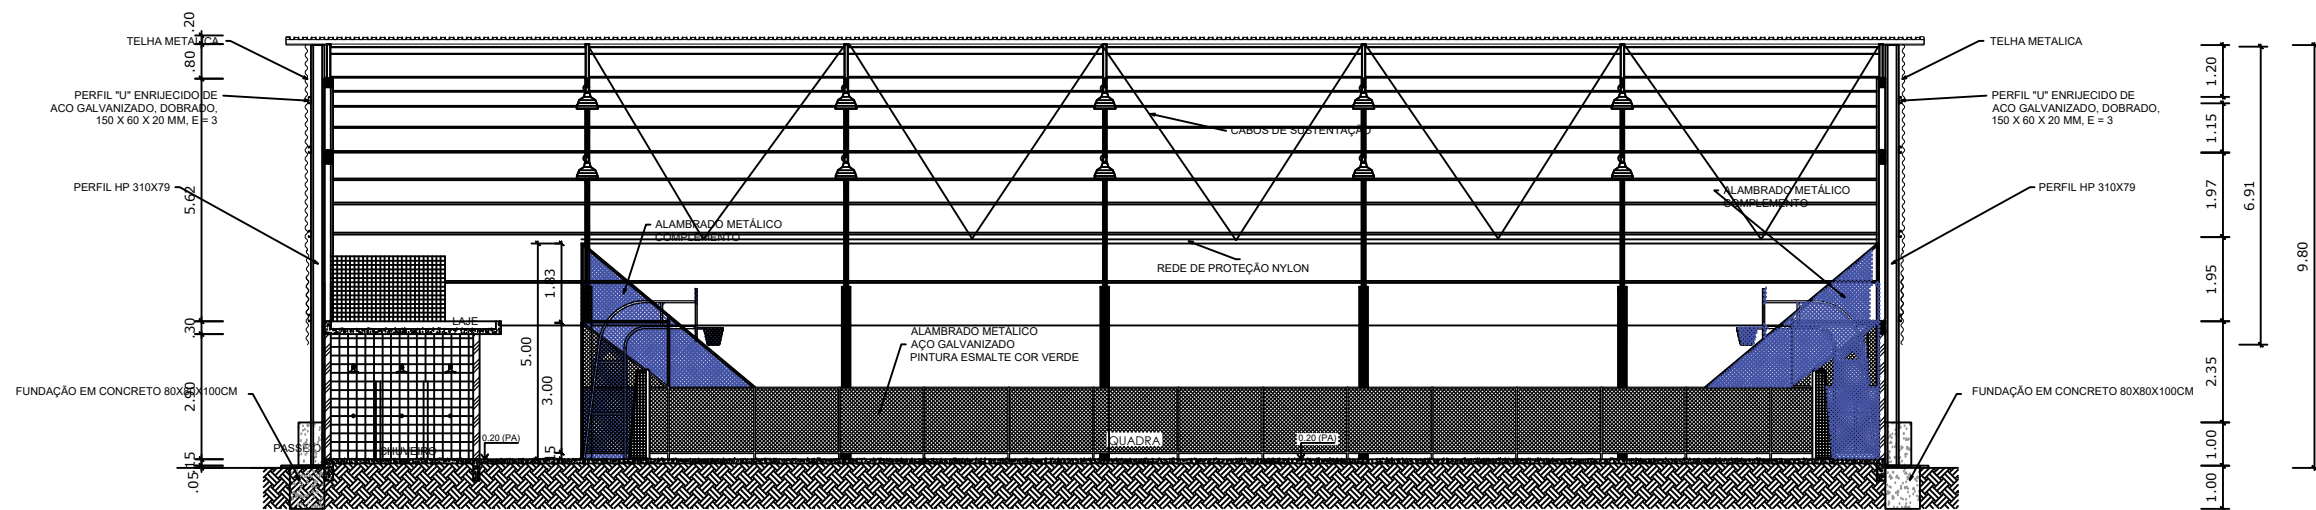 .20
TELHA METALICA
.80
PERFIL "U" ENRIJECIDO DE
ACO GALVANIZADO, DOBRADO,
150 X 60 X 20 MM, E = 3
PERFIL HP 310X79
5.62
.30
2.90
FUNDAÇÃO EM CONCRETO 80X80X100CM
PASSEIO
.15
.05
LAJE
CHUVEIRO
0.20 (PA)
5.00
1.83
3.00
.15
ALAMBRADO METÁLICO
COMPLEMENTO
CABOS DE SUSTENTAÇÃO
REDE DE PROTEÇÃO NYLON
ALAMBRADO METÁLICO
AÇO GALVANIZADO
PINTURA ESMALTE COR VERDE
QUADRA
0.20 (PA)
ALAMBRADO METÁLICO
COMPLEMENTO
TELHA METALICA
PERFIL "U" ENRIJECIDO DE
ACO GALVANIZADO, DOBRADO,
150 X 60 X 20 MM, E = 3
PERFIL HP 310X79
FUNDAÇÃO EM CONCRETO 80X80X100CM
1.20
1.15
1.97
1.95
2.35
1.00
1.00
6.91
9.80